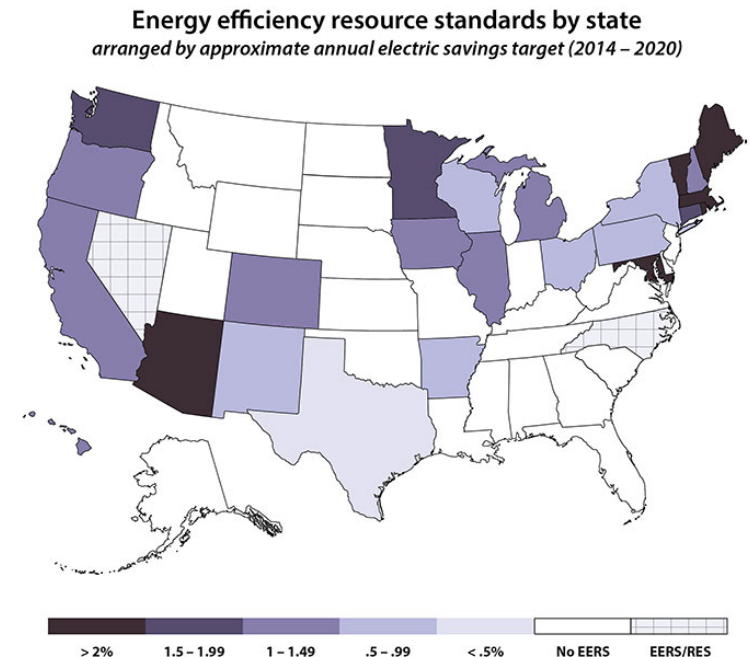 Energy efficiency resource standards by state
arranged by approximate annual electric savings target (2014 – 2020)
> 2%
1.5 – 1.99
1 – 1.49
.5 – .99
< .5%
No EERS
EERS/RES